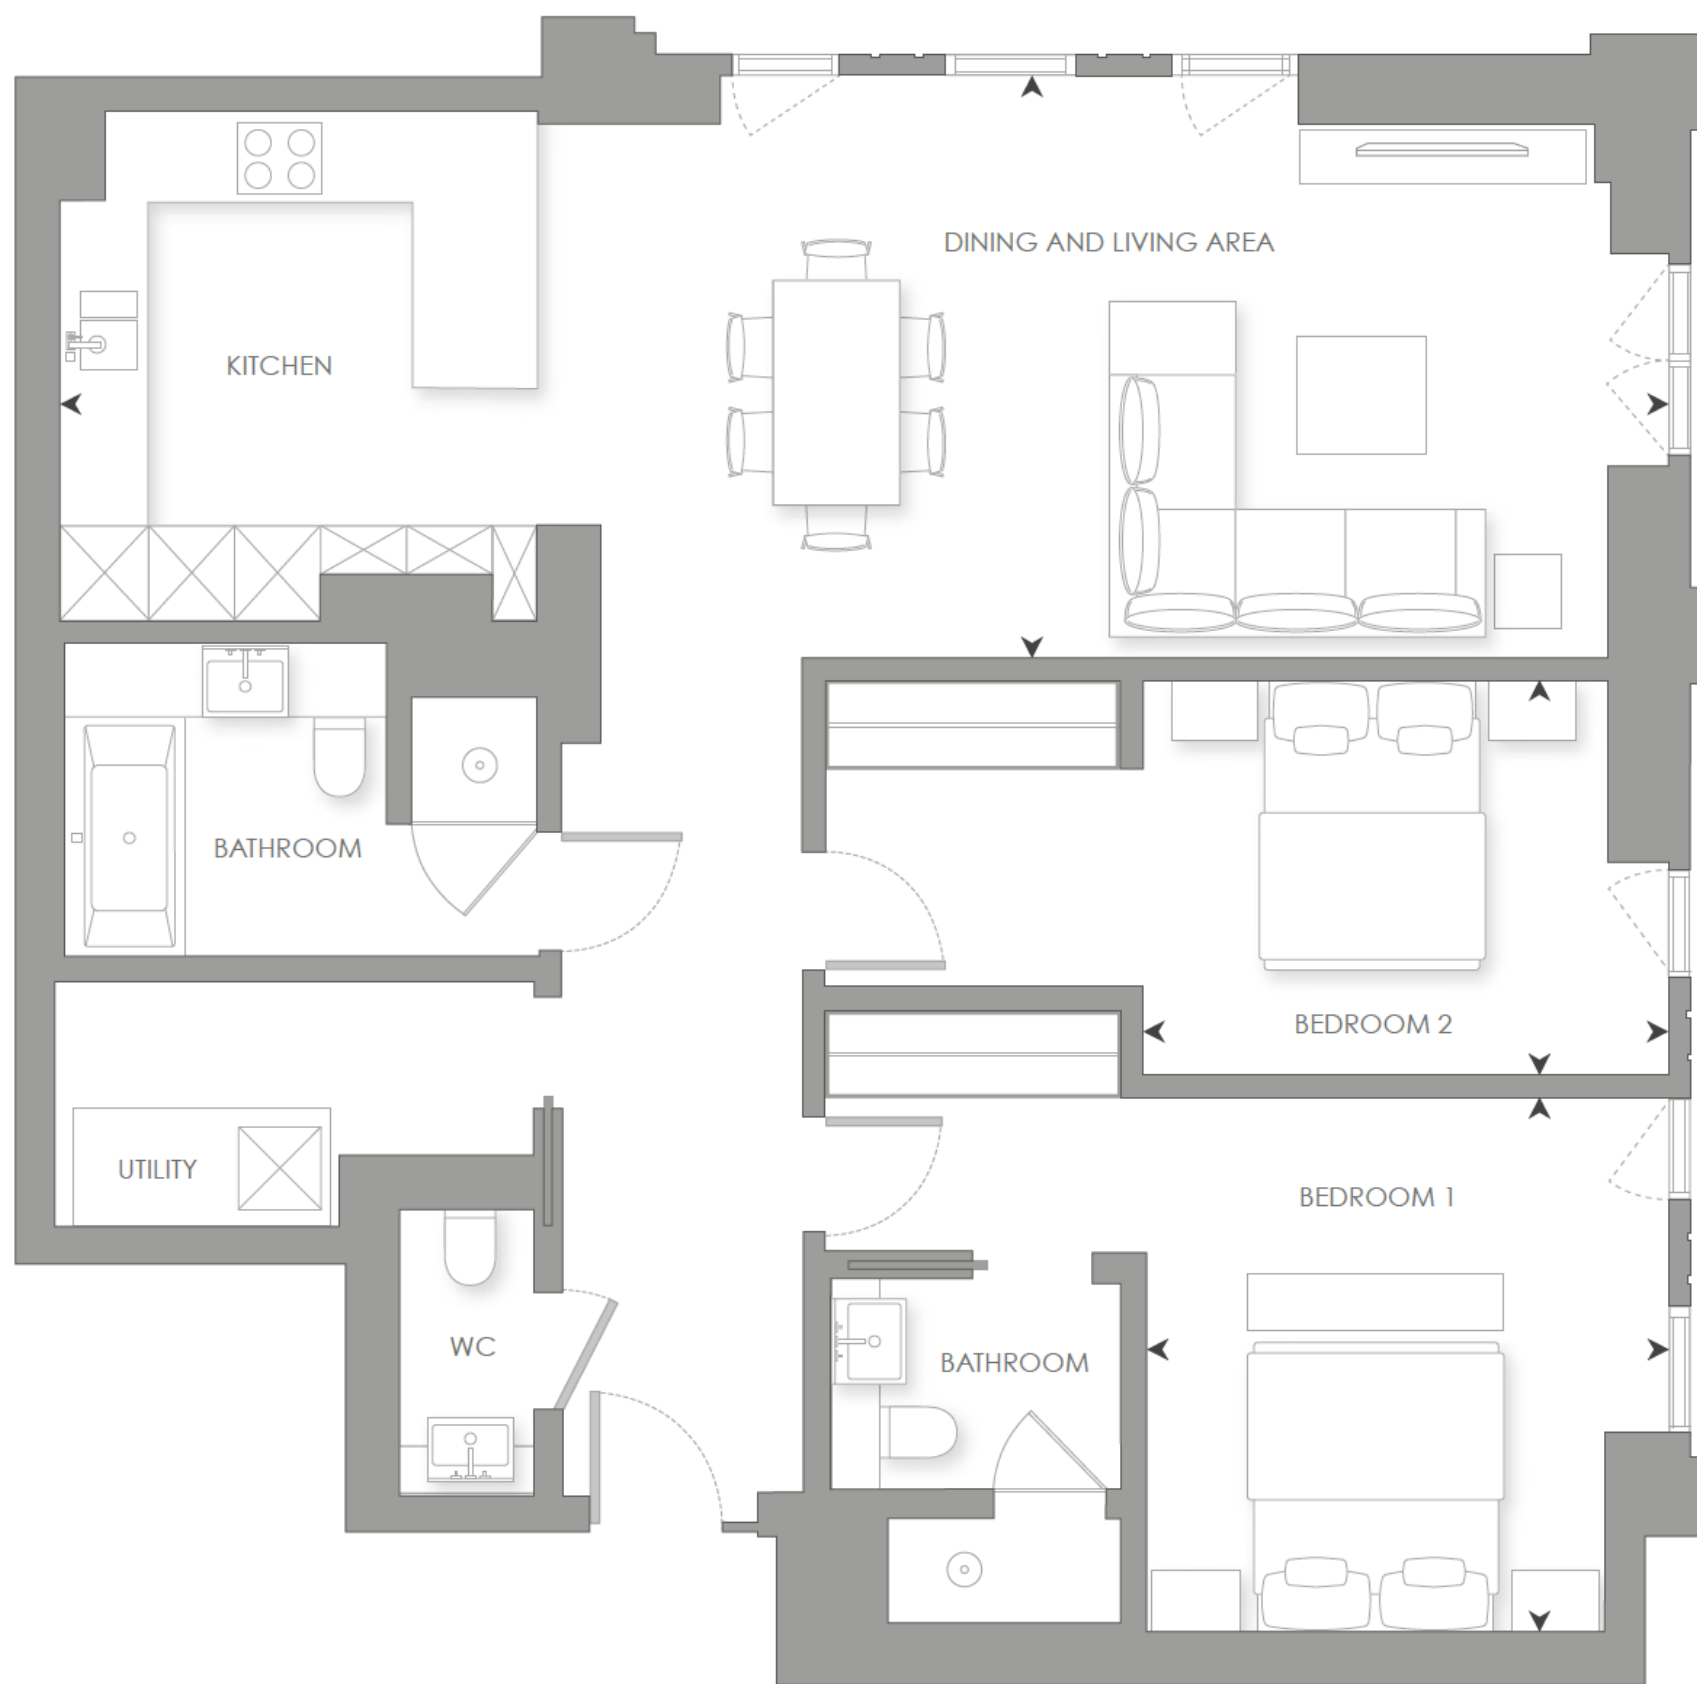 DINING AND LIVING AREA
KITCHEN
BATHROOM
BEDROOM 2
UTILITY
BEDROOM 1
WC
BATHROOM